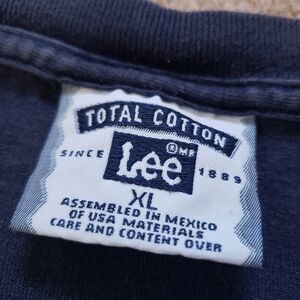 TOTAL COTTON
SINCE Lee ®MR 1889
XL
ASSEMBLED IN MEXICO
OF USA MATERIALS
CARE AND CONTENT OVER